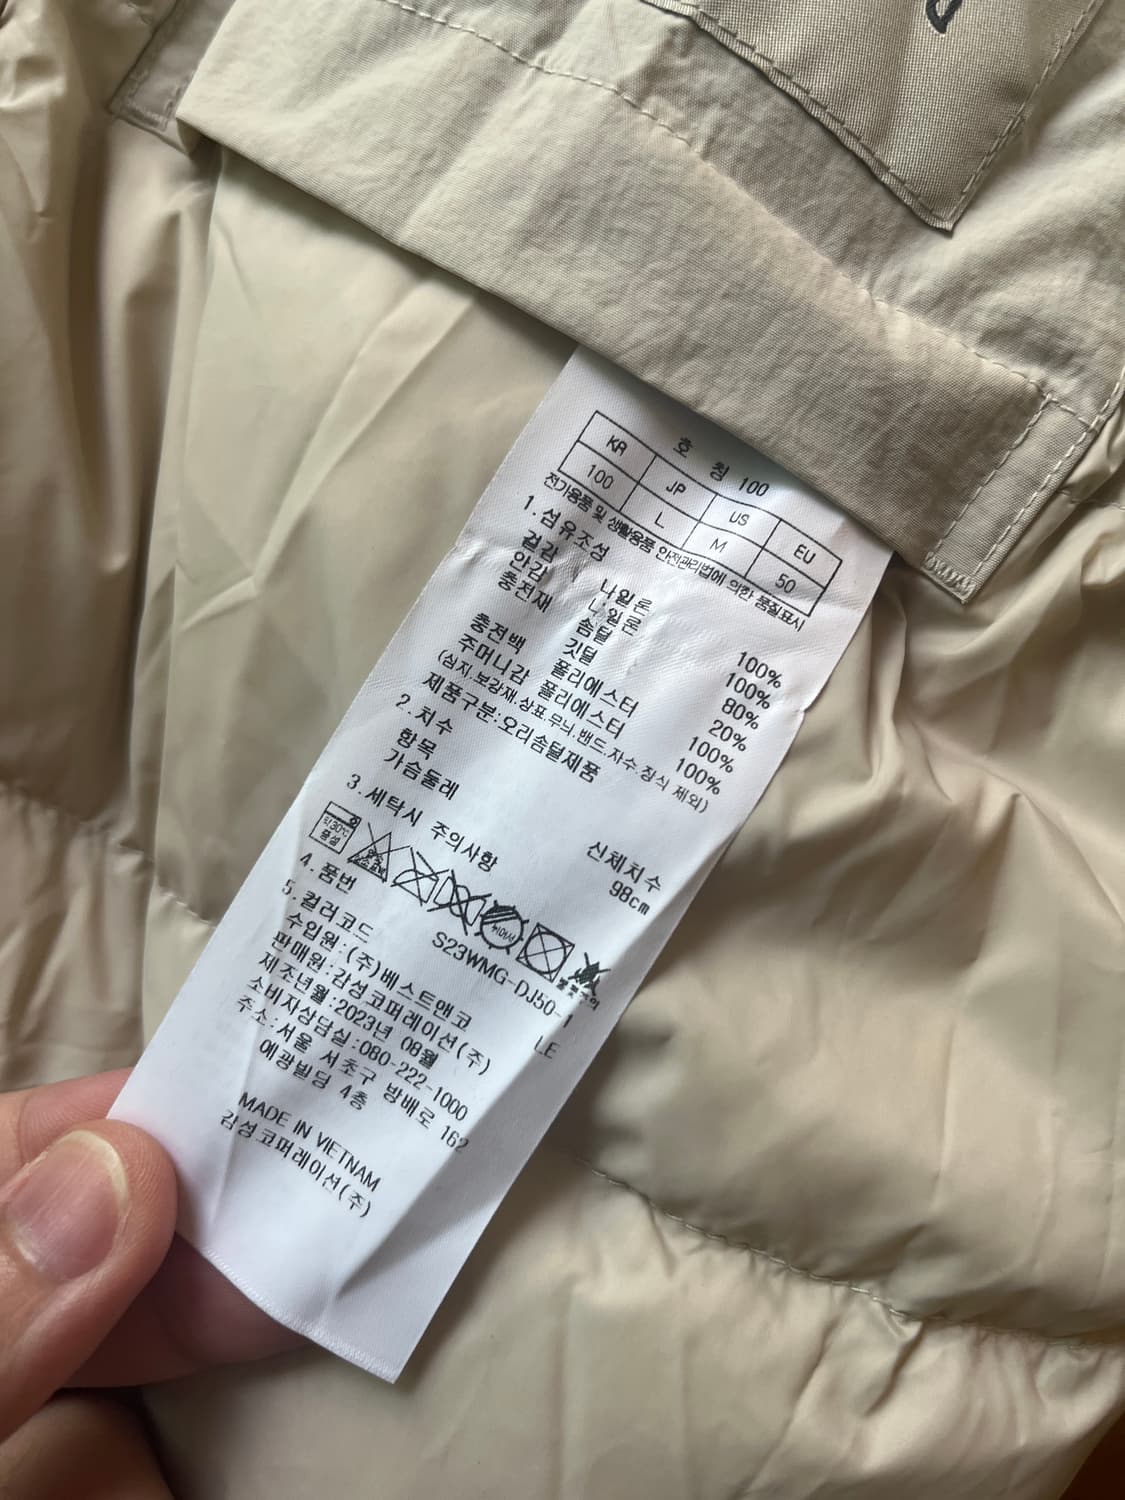 호 칭 100
KR JP US EU
100 L M 50
전기용품 및 생활용품 안전관리법에 의한 품질표시
1.섬유조성
겉감 나일론 100%
안감 나일론 100%
충전재 솜털 80%
깃털 20%
충전백 폴리에스터 100%
주머니감 폴리에스터 100%
(심지,보강재,상표,무늬,밴드,자수,장식 제외)
제품구분:오리솜털제품
2.치수
항목 신체치수
가슴둘레 98cm
3.세탁시 주의사항
약30℃
중성
4.품번 S23WMG-DJ50-1
5.컬러코드 LE
수입원:(주)베스트앤코
판매원:감성코퍼레이션(주)
제조년월:2023년 08월
소비자상담실:080-222-1000
주소:서울 서초구 방배로 162
에광빌딩 4층
MADE IN VIETNAM
감성코퍼레이션(주)